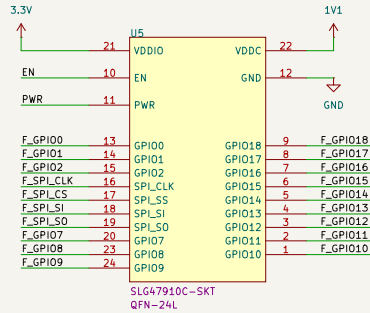 3.3V 1V1
U5
21 VDDIO VDDC 22
EN 10 EN GND 12
PWR 11 PWR GND
F_GPIO0 13 GPIO0 GPIO18 9 F_GPIO18
F_GPIO1 14 GPIO1 GPIO17 8 F_GPIO17
F_GPIO2 15 GPIO2 GPIO16 7 F_GPIO16
F_SPI_CLK 16 SPI_CLK GPIO15 6 F_GPIO15
F_SPI_CS 17 SPI_SS GPIO14 5 F_GPIO14
F_SPI_SI 18 SPI_SI GPIO13 4 F_GPIO13
F_SPI_SO 19 SPI_SO GPIO12 3 F_GPIO12
F_GPIO7 20 GPIO7 GPIO11 2 F_GPIO11
F_GPIO8 23 GPIO8 GPIO10 1 F_GPIO10
F_GPIO9 24 GPIO9
SLG47910C-SKT
QFN-24L